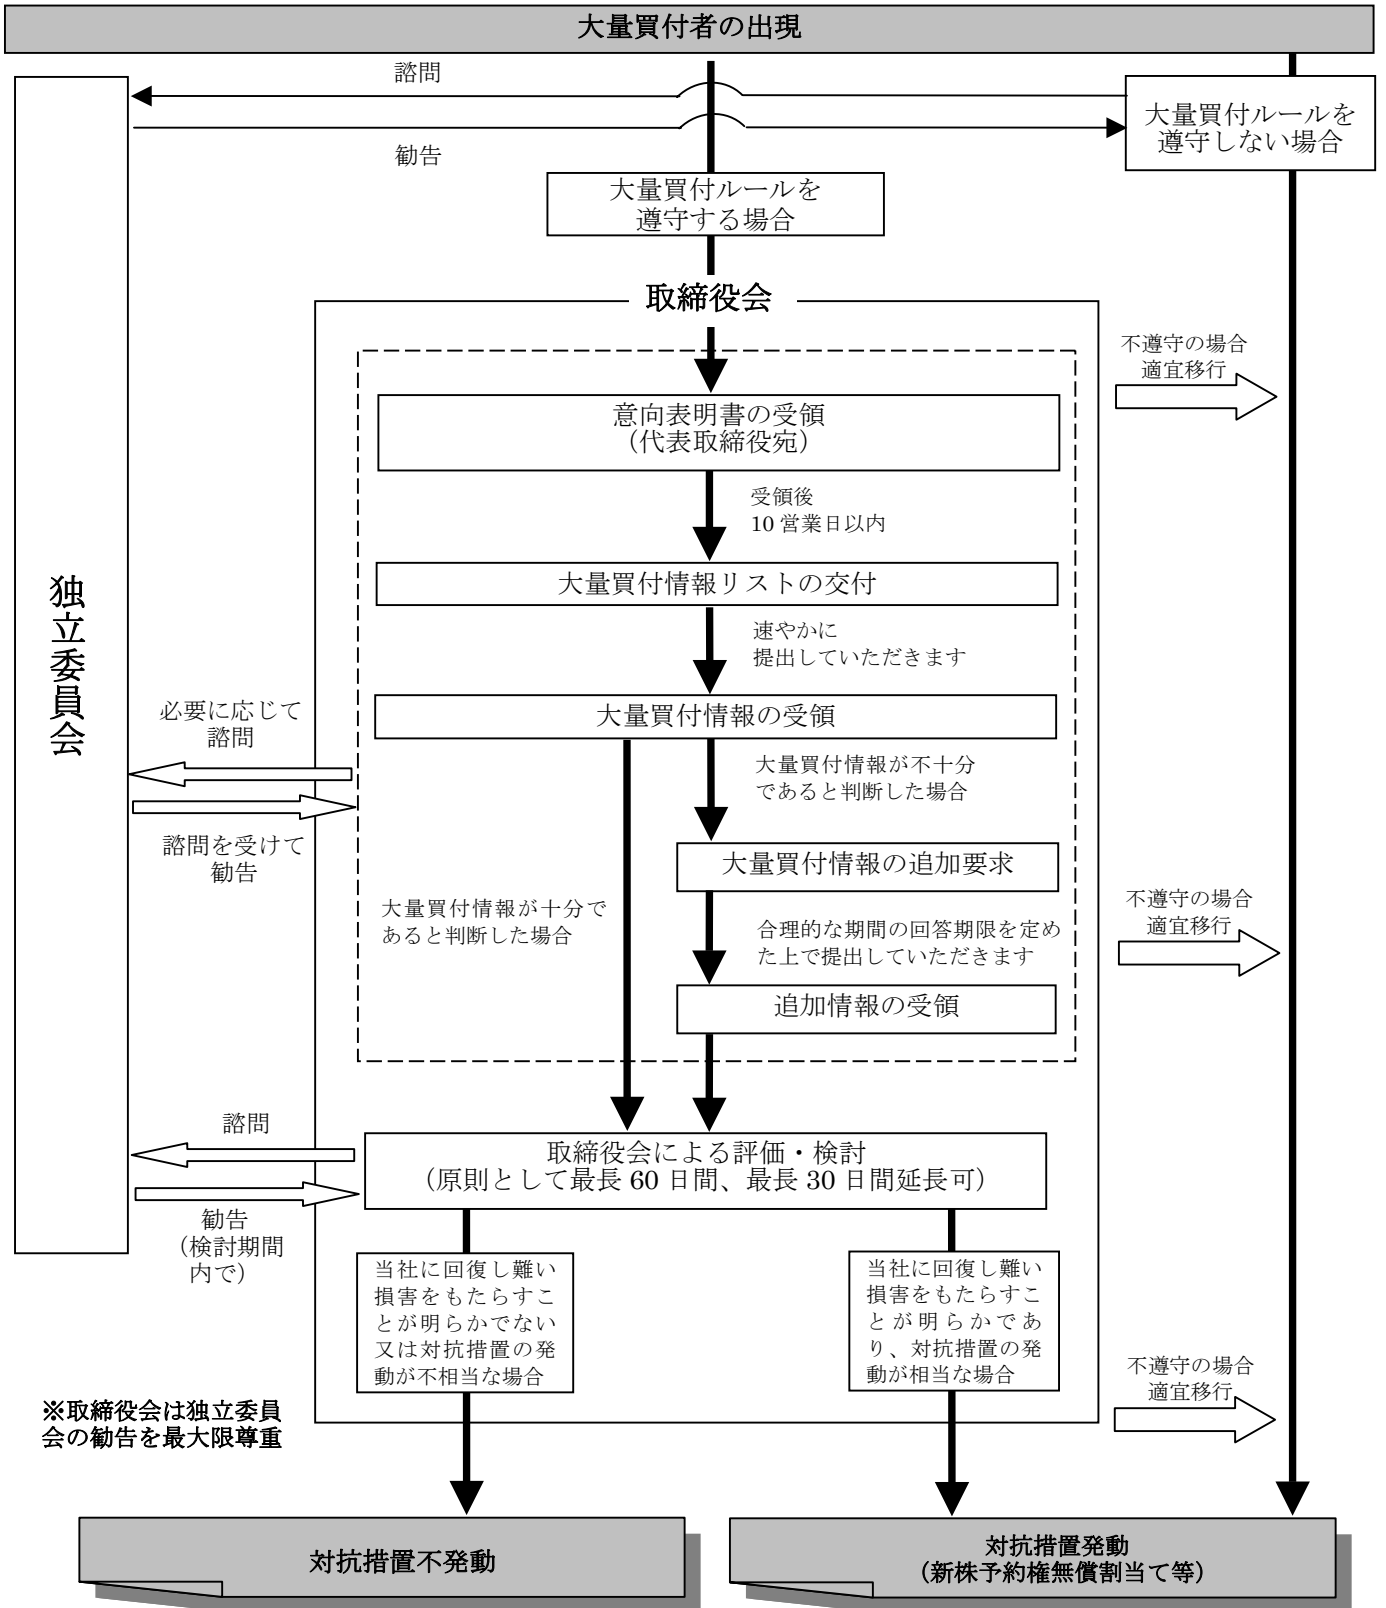 大量買付者の出現
諮問
大量買付ルールを
遵守しない場合
勧告
大量買付ルールを
遵守する場合
取締役会
不遵守の場合
適宜移行
意向表明書の受領
（代表取締役宛）
受領後
10 営業日以内
大量買付情報リストの交付
速やかに
提出していただきます
独立委員会
大量買付情報の受領
必要に応じて
諮問
大量買付情報が不十分
であると判断した場合
諮問を受けて
勧告
大量買付情報の追加要求
大量買付情報が十分で
あると判断した場合
合理的な期間の回答期限を定め
た上で提出していただきます
不遵守の場合
適宜移行
追加情報の受領
諮問
取締役会による評価・検討
（原則として最長 60 日間、最長 30 日間延長可）
勧告
（検討期間
内で）
当社に回復し難い
損害をもたらすこ
とが明らかでない
又は対抗措置の発
動が不相当な場合
当社に回復し難い
損害をもたらすこ
とが明らかであ
り、対抗措置の発
動が相当な場合
不遵守の場合
適宜移行
※取締役会は独立委員
会の勧告を最大限尊重
対抗措置不発動
対抗措置発動
（新株予約権無償割当て等）